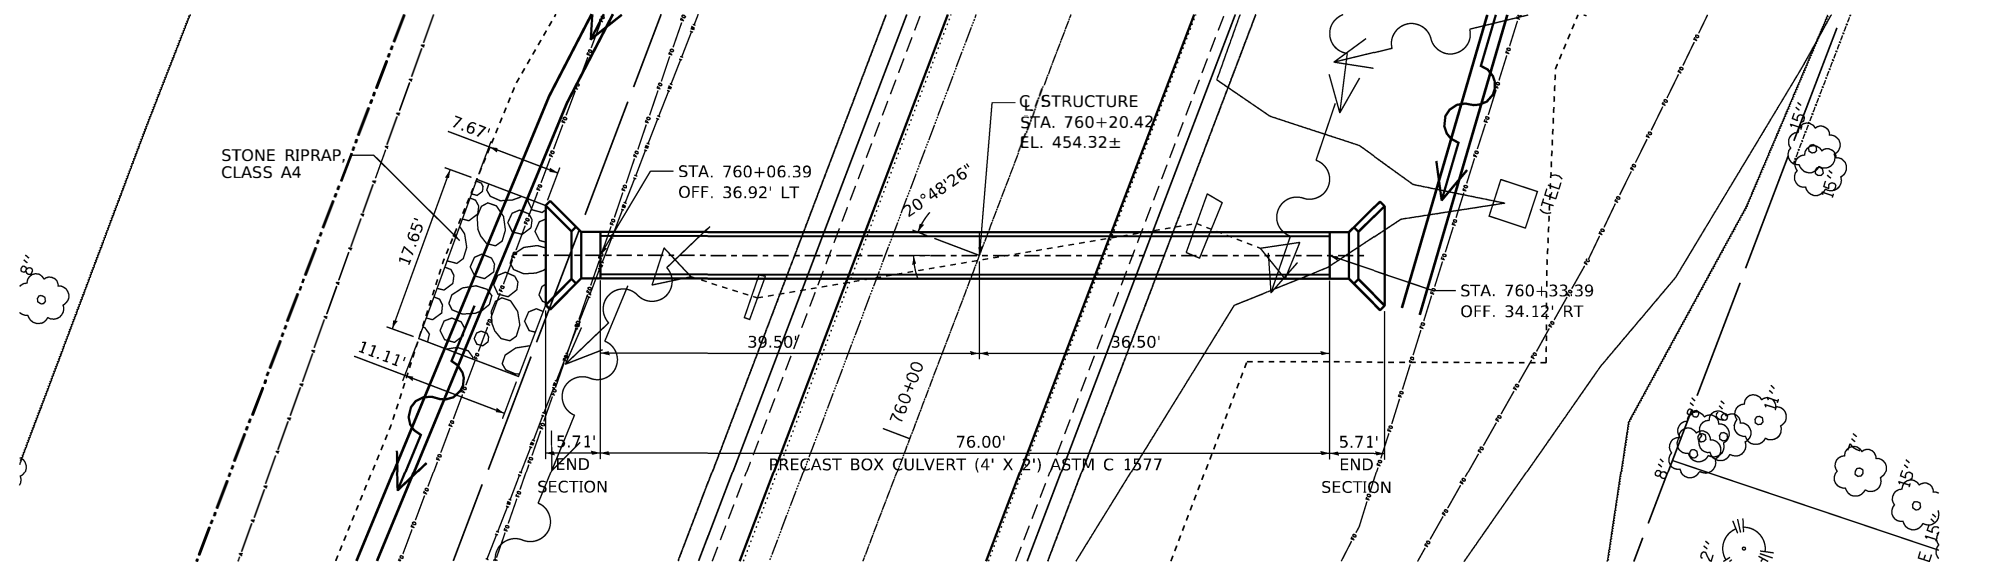 7.67'
STONE RIPRAP,
CLASS A4
17.65'
11.11'
STA. 760+06.39
OFF. 36.92' LT
20°48'26"
℄ STRUCTURE
STA. 760+20.42
EL. 454.32±
(TEL)
STA. 760+33.39
OFF. 34.12' RT
39.50'
36.50'
760+00
5.71'
END
SECTION
76.00'
PRECAST BOX CULVERT (4' X 2') ASTM C 1577
5.71'
END
SECTION
8"
15"
15"
8"
6"
11"
8"
15"
2"
E 15"